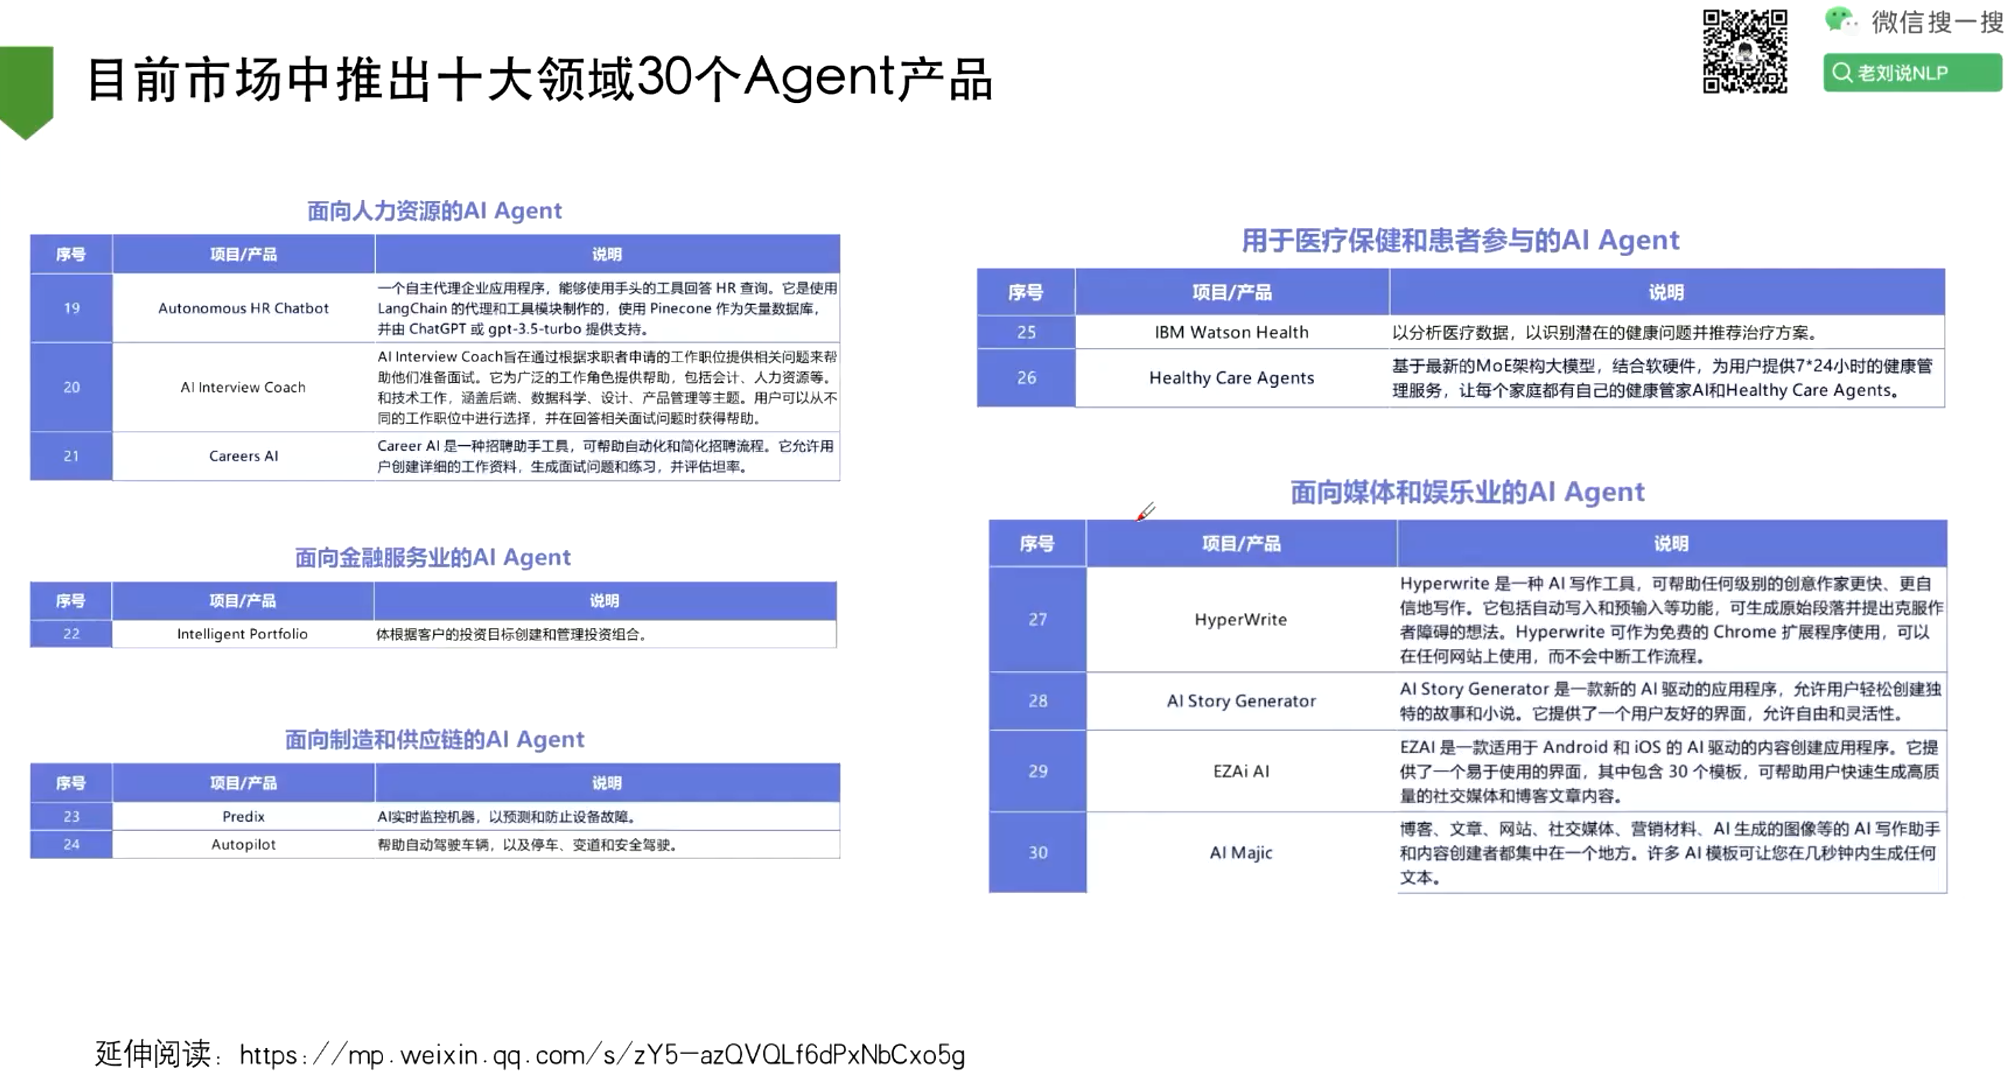 目前市场中推出十大领域30个Agent产品
微信搜一搜
老刘说NLP
面向人力资源的AI Agent
序号 项目/产品 说明
19 Autonomous HR Chatbot 一个自主代理企业应用程序，能够使用手头的工具回答 HR 查询。它是使用
LangChain 的代理和工具模块制作的，使用 Pinecone 作为矢量数据库，
并由 ChatGPT 或 gpt-3.5-turbo 提供支持。
20 AI Interview Coach AI Interview Coach旨在通过根据求职者申请的工作职位提供相关问题来帮
助他们准备面试。它为广泛的工作角色提供帮助，包括会计、人力资源等。
和技术工作，涵盖后端、数据科学、设计、产品管理等主题。用户可以从不
同的工作职位中进行选择，并在回答相关面试问题时获得帮助。
21 Careers AI Career AI 是一种招聘助手工具，可帮助自动化和简化招聘流程。它允许用
户创建详细的工作资料，生成面试问题和练习，并评估坦率。
面向金融服务业的AI Agent
序号 项目/产品 说明
22 Intelligent Portfolio 体根据客户的投资目标创建和管理投资组合。
面向制造和供应链的AI Agent
序号 项目/产品 说明
23 Predix AI实时监控机器，以预测和防止设备故障。
24 Autopilot 帮助自动驾驶车辆，以及停车、变道和安全驾驶。
用于医疗保健和患者参与的AI Agent
序号 项目/产品 说明
25 IBM Watson Health 以分析医疗数据，以识别潜在的健康问题并推荐治疗方案。
26 Healthy Care Agents 基于最新的MoE架构大模型，结合软硬件，为用户提供7*24小时的健康管
理服务，让每个家庭都有自己的健康管家AI和Healthy Care Agents。
面向媒体和娱乐业的AI Agent
序号 项目/产品 说明
27 HyperWrite Hyperwrite 是一种 AI 写作工具，可帮助任何级别的创意作家更快、更自
信地写作。它包括自动写入和预输入等功能，可生成原始段落并提出克服作
者障碍的想法。Hyperwrite 可作为免费的 Chrome 扩展程序使用，可以
在任何网站上使用，而不会中断工作流程。
28 AI Story Generator AI Story Generator 是一款新的 AI 驱动的应用程序，允许用户轻松创建独
特的故事和小说。它提供了一个用户友好的界面，允许自由和灵活性。
29 EZAi AI EZAI 是一款适用于 Android 和 iOS 的 AI 驱动的内容创建应用程序。它提
供了一个易于使用的界面，其中包含 30 个模板，可帮助用户快速生成高质
量的社交媒体和博客文章内容。
30 AI Majic 博客、文章、网站、社交媒体、营销材料、AI 生成的图像等的 AI 写作助手
和内容创建者都集中在一个地方。许多 AI 模板可让您在几秒钟内生成任何
文本。
延伸阅读：https://mp.weixin.qq.com/s/zY5-azQVQLf6dPxNbCxo5g